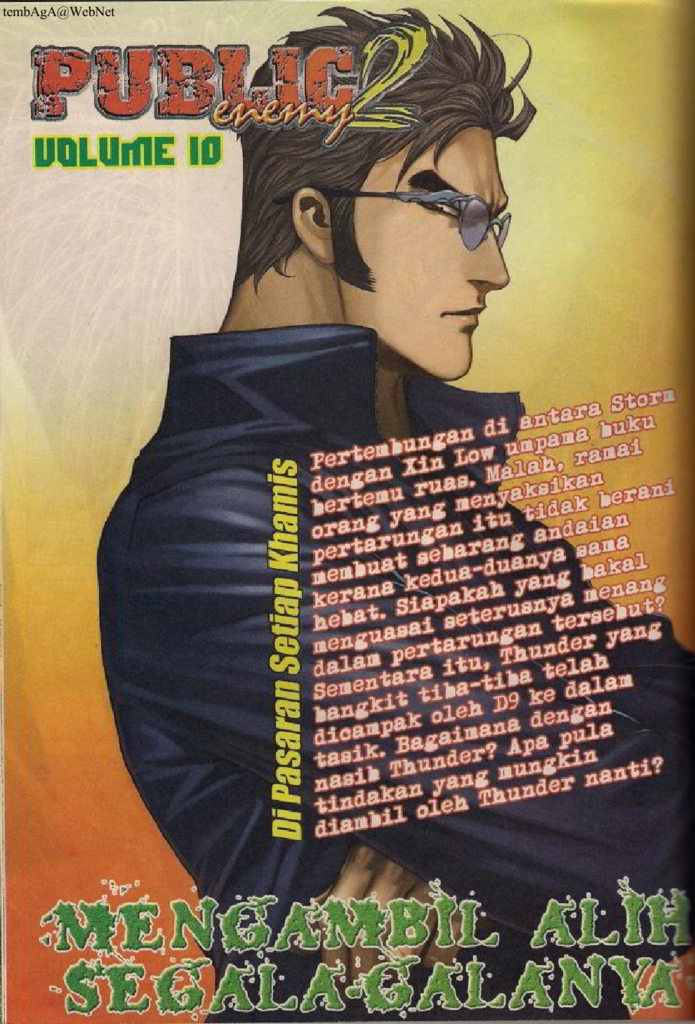 tembAgA@WebNet
PUBLIC
enemy 2
VOLUME 10
Di Pasaran Setiap Khamis
Pertembungan di antara Storm
dengan Xin Low umpama buku
bertemu ruas. Malah, ramai
orang yang menyaksikan
pertarungan itu tidak berani
membuat sebarang andaian
kerana kedua-duanya sama
hebat. Siapakah yang bakal
menguasai seterusnya menang
dalam pertarungan tersebut?
Sementara itu, Thunder yang
bangkit tiba-tiba telah
dicampak oleh D9 ke dalam
tasik. Bagaimana dengan
nasib Thunder? Apa pula
tindakan yang mungkin
diambil oleh Thunder nanti?
MENGAMBIL ALIH
SEGALA-GALANYA